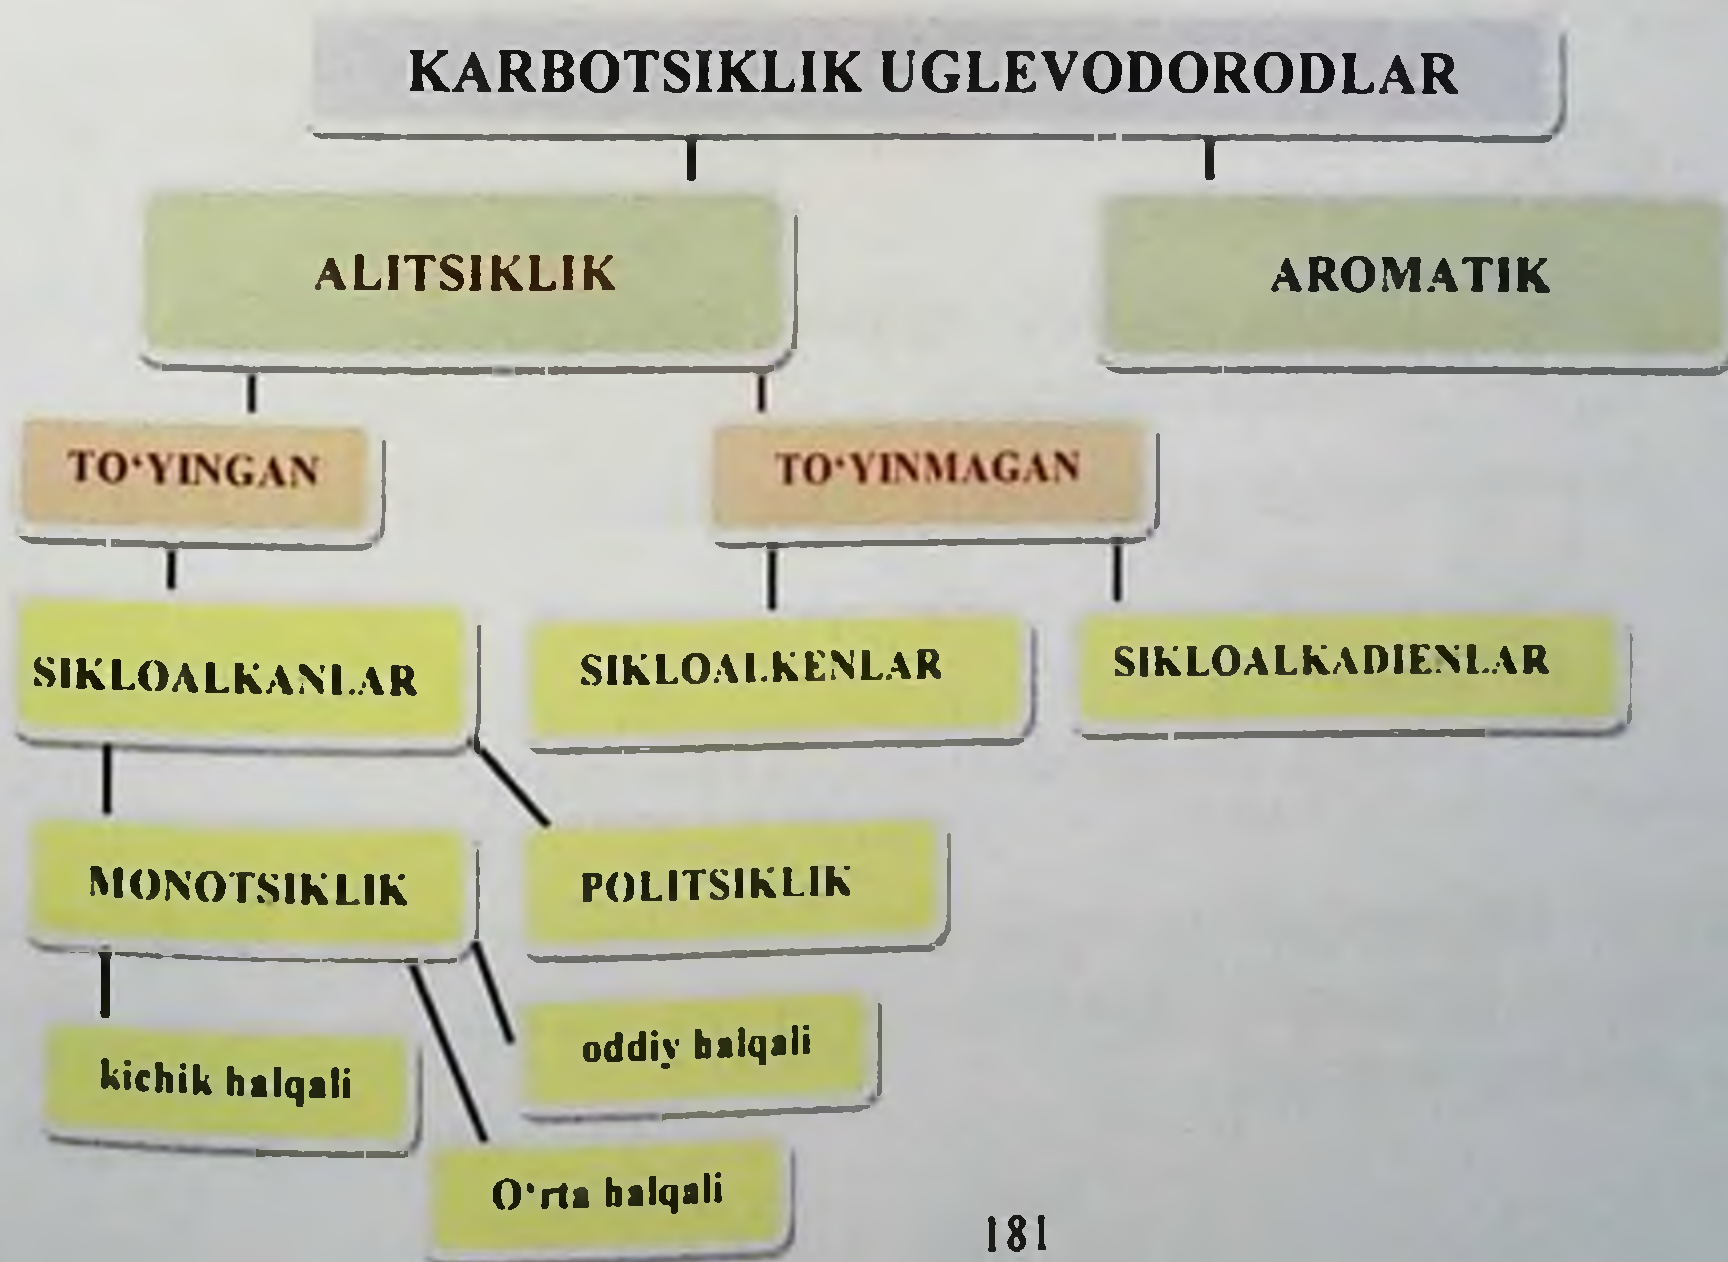 KARBOTSIKLIK UGLEVODORODLAR
ALITSIKLIK
AROMATIK
TO‘YINGAN
TO‘YINMAGAN
SIKLOALKANLAR
SIKLOALKENLAR
SIKLOALKADIENLAR
MONOTSIKLIK
POLITSIKLIK
kichik halqali
oddiy halqali
O‘rta halqali
181